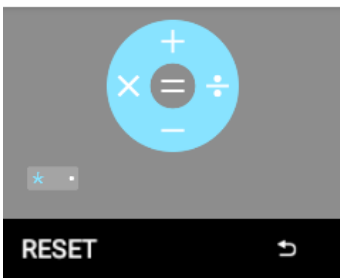 +
× = ÷
−
* .
RESET